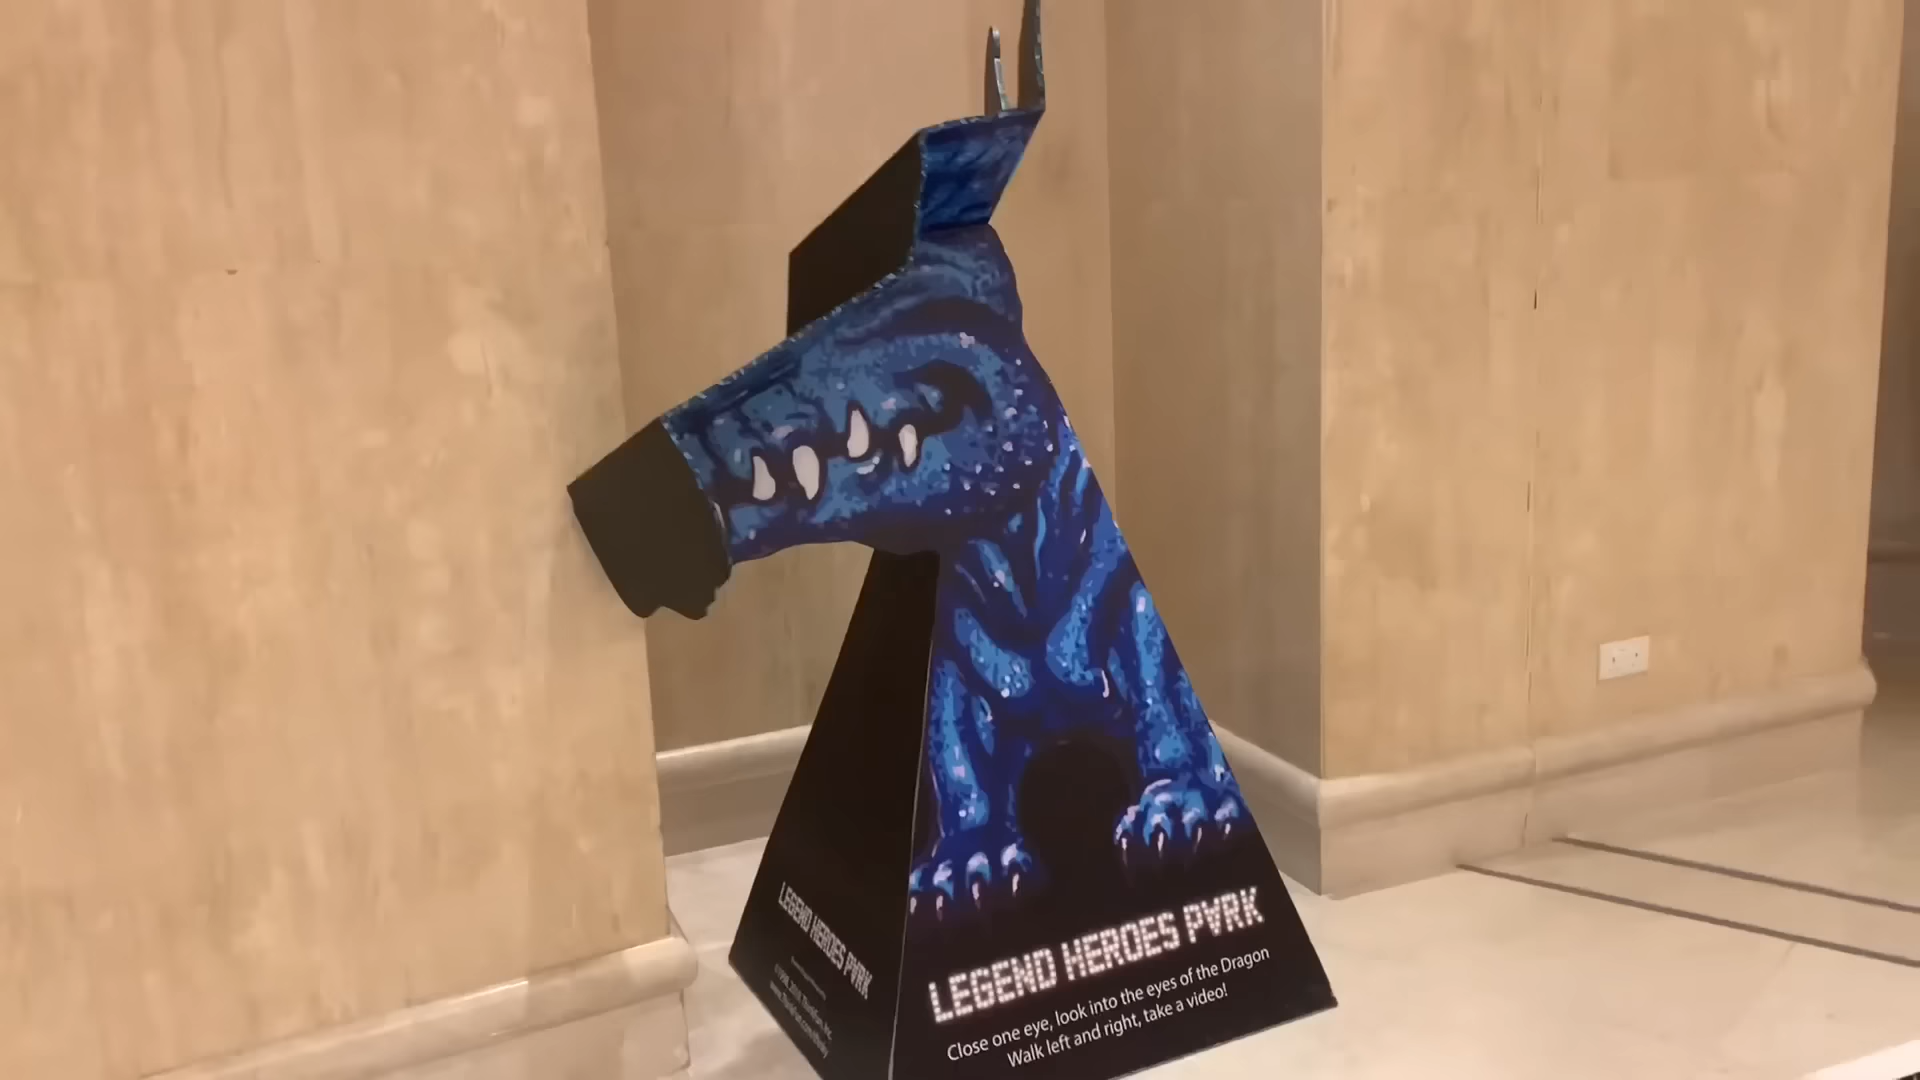 LEGEND HEROES PARK
LEGEND HEROES PARK
Close one eye, look into the eyes of the Dragon
Walk left and right, take a video!